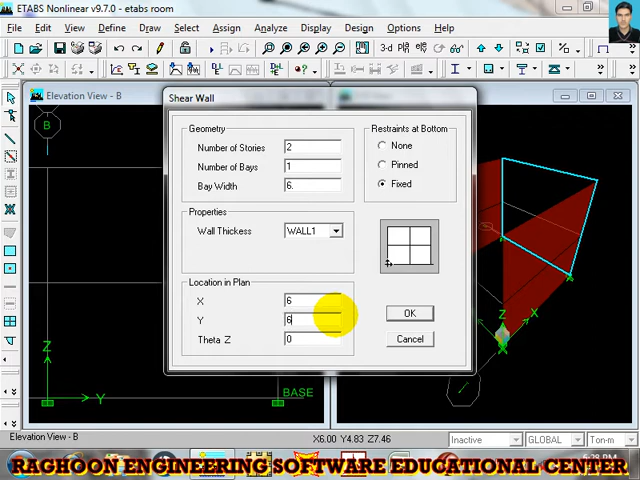 ETABS Nonlinear v9.7.0 - etabs room
File Edit View Define Draw Select Assign Analyze Display Design Options Help
3-d
Elevation View - B
Shear Wall
B
Geometry
Number of Stories 2
Number of Bays 1
Bay Width 6.
Restraints at Bottom
None
Pinned
Fixed
Properties
Wall Thickess WALL1
Location in Plan
X 6
Y 6
Theta Z 0
OK
Cancel
Z
Y
BASE
Z
X
Y
Elevation View - B X6.00 Y4.83 Z7.46 Inactive GLOBAL Ton-m
RAGHOON ENGINEERING SOFTWARE EDUCATIONAL CENTER